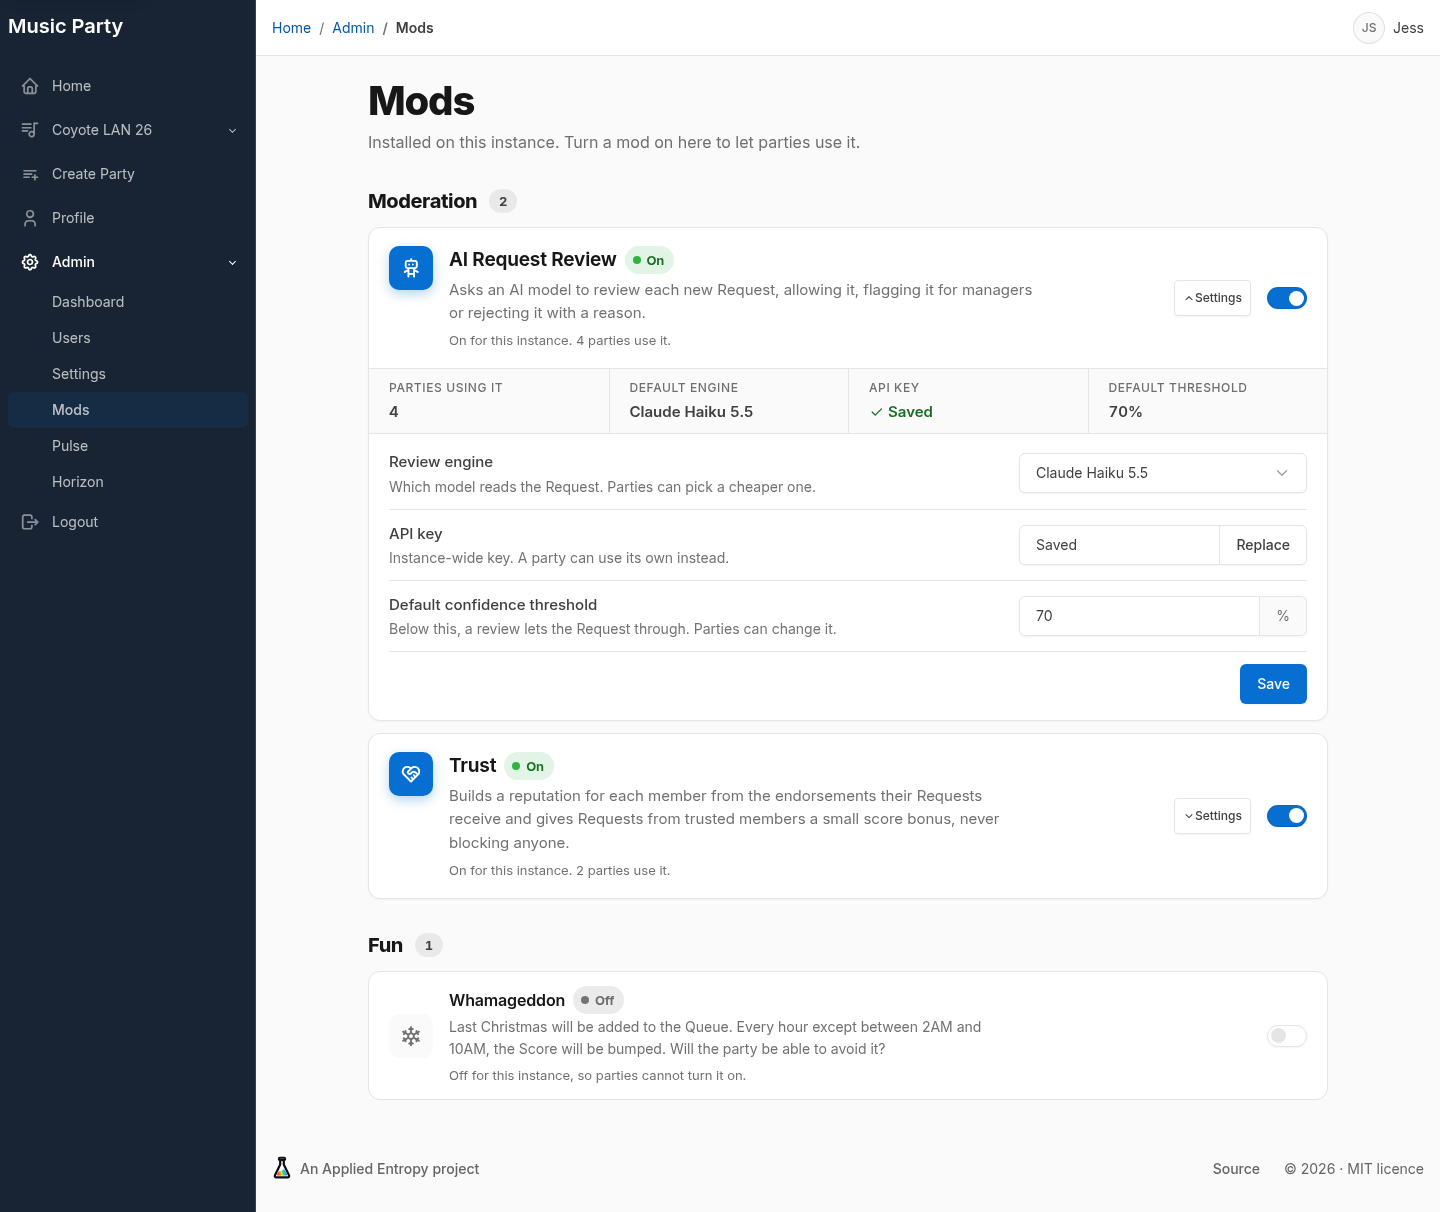 Music Party
Home
Coyote LAN 26
Create Party
Profile
Admin
Dashboard
Users
Settings
Mods
Pulse
Horizon
Logout
Home / Admin / Mods
JS Jess
Mods
Installed on this instance. Turn a mod on here to let parties use it.
Moderation 2
AI Request Review On
Asks an AI model to review each new Request, allowing it, flagging it for managers
or rejecting it with a reason.
On for this instance. 4 parties use it.
Settings
PARTIES USING IT
4
DEFAULT ENGINE
Claude Haiku 5.5
API KEY
Saved
DEFAULT THRESHOLD
70%
Review engine
Which model reads the Request. Parties can pick a cheaper one.
Claude Haiku 5.5
API key
Instance-wide key. A party can use its own instead.
Saved Replace
Default confidence threshold
Below this, a review lets the Request through. Parties can change it.
70 %
Save
Trust On
Builds a reputation for each member from the endorsements their Requests
receive and gives Requests from trusted members a small score bonus, never
blocking anyone.
On for this instance. 2 parties use it.
Settings
Fun 1
Whamageddon Off
Last Christmas will be added to the Queue. Every hour except between 2AM and
10AM, the Score will be bumped. Will the party be able to avoid it?
Off for this instance, so parties cannot turn it on.
An Applied Entropy project
Source © 2026 · MIT licence